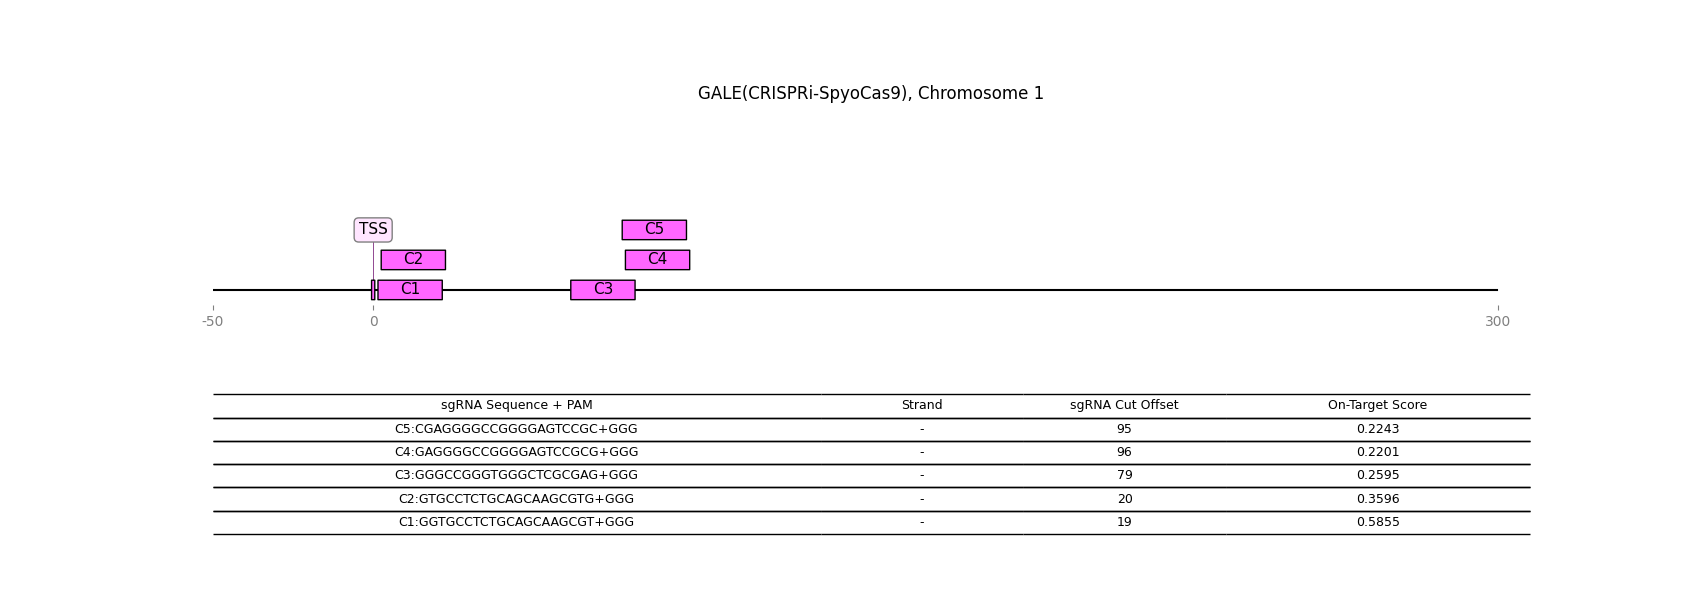 GALE(CRISPRi-SpyoCas9), Chromosome 1
TSS
C5
C2
C4
C1
C3
-50
0
300
sgRNA Sequence + PAM Strand sgRNA Cut Offset On-Target Score
C5:CGAGGGGCCGGGGAGTCCGC+GGG - 95 0.2243
C4:GAGGGGCCGGGGAGTCCGCG+GGG - 96 0.2201
C3:GGGCCGGGTGGGCTCGCGAG+GGG - 79 0.2595
C2:GTGCCTCTGCAGCAAGCGTG+GGG - 20 0.3596
C1:GGTGCCTCTGCAGCAAGCGT+GGG - 19 0.5855